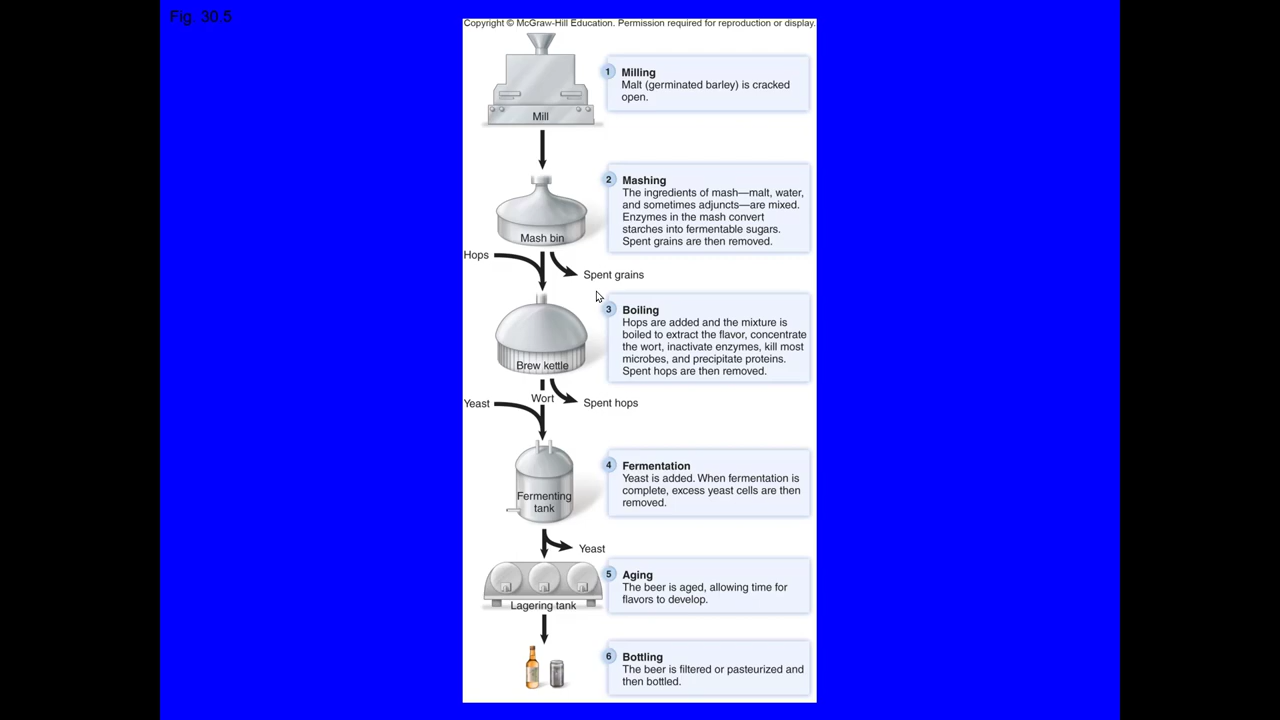 Fig. 30.5
Copyright © McGraw-Hill Education. Permission required for reproduction or display.
Mill
1
Milling
Malt (germinated barley) is cracked
open.
Mash bin
2
Mashing
The ingredients of mash—malt, water,
and sometimes adjuncts—are mixed.
Enzymes in the mash convert
starches into fermentable sugars.
Spent grains are then removed.
Hops
Spent grains
Brew kettle
3
Boiling
Hops are added and the mixture is
boiled to extract the flavor, concentrate
the wort, inactivate enzymes, kill most
microbes, and precipitate proteins.
Spent hops are then removed.
Wort
Yeast
Spent hops
Fermenting
tank
4
Fermentation
Yeast is added. When fermentation is
complete, excess yeast cells are then
removed.
Yeast
Lagering tank
5
Aging
The beer is aged, allowing time for
flavors to develop.
6
Bottling
The beer is filtered or pasteurized and
then bottled.